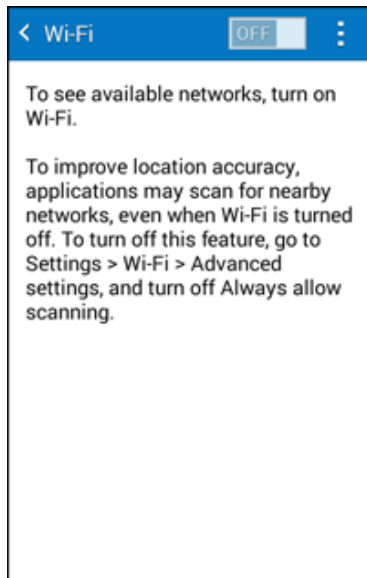 Wi-Fi
OFF
To see available networks, turn on
Wi-Fi.
To improve location accuracy,
applications may scan for nearby
networks, even when Wi-Fi is turned
off. To turn off this feature, go to
Settings > Wi-Fi > Advanced
settings, and turn off Always allow
scanning.